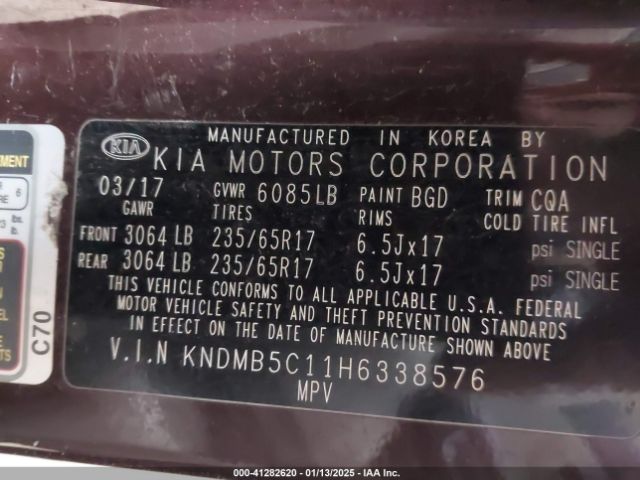 MANUFACTURED IN KOREA BY
KIA KIA MOTORS CORPORATION
03/17 GVWR 6085LB PAINT BGD TRIM CQA
GAWR TIRES RIMS COLD TIRE INFL
FRONT 3064 LB 235/65R17 6.5Jx17 psi SINGLE
REAR 3064 LB 235/65R17 6.5Jx17 psi SINGLE
THIS VEHICLE CONFORMS TO ALL APPLICABLE U.S.A. FEDERAL
MOTOR VEHICLE SAFETY AND THEFT PREVENTION STANDARDS
IN EFFECT ON THE DATE OF MANUFACTURE SHOWN ABOVE
V.I.N KNDMB5C11H6338576
MPV
C70
000-41282620 - 01/13/2025 - IAA Inc.